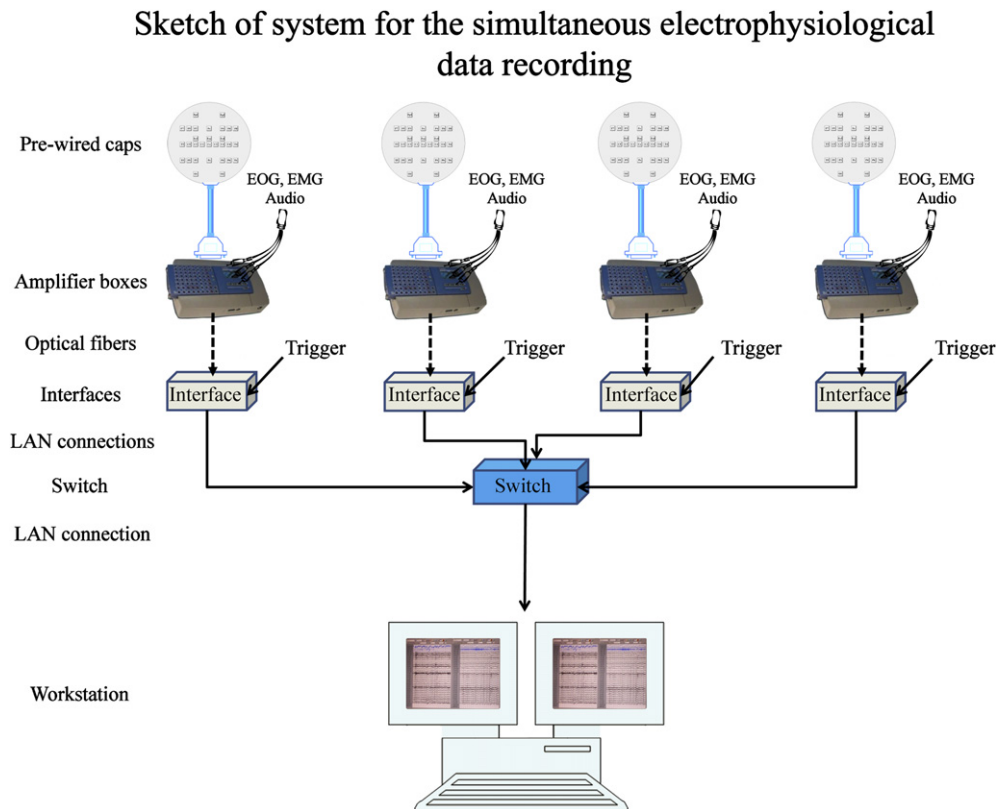 Sketch of system for the simultaneous electrophysiological
data recording
Pre-wired caps
EOG, EMG
Audio
EOG, EMG
Audio
EOG, EMG
Audio
EOG, EMG
Audio
Amplifier boxes
Optical fibers
Trigger
Trigger
Trigger
Trigger
Interfaces
Interface
Interface
Interface
Interface
LAN connections
Switch
Switch
LAN connection
Workstation